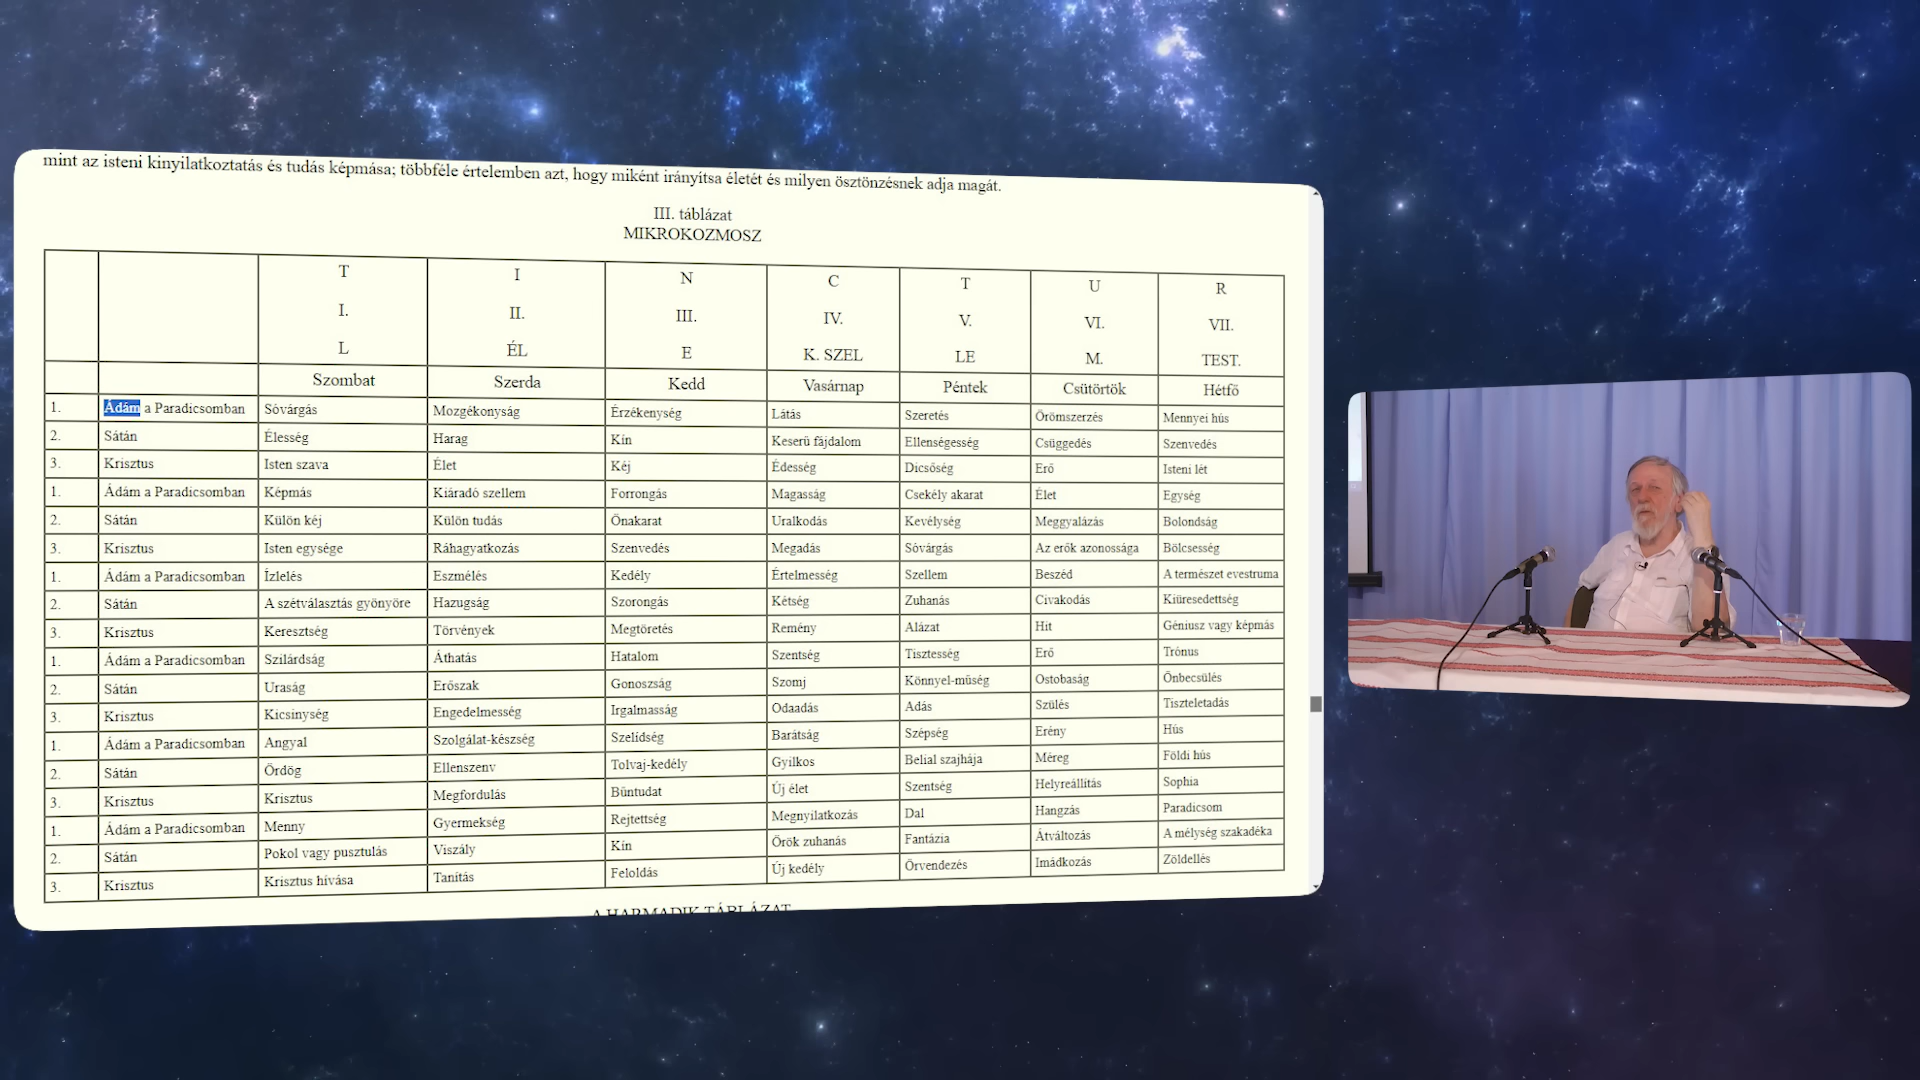 mint az isteni kinyilatkoztatás és tudás képmása; többféle értelemben azt, hogy miként irányítsa életét és milyen ösztönzésnek adja magát.
III. táblázat
MIKROKOZMOSZ
T I N C T U R
I. II. III. IV. V. VI. VII.
L ÉL E K. SZEL LE M. TEST.
Szombat Szerda Kedd Vasárnap Péntek Csütörtök Hétfő
1. Ádám a Paradicsomban Sóvárgás Mozgékonyság Érzékenység Látás Szeretés Örömszerzés Mennyei hús
2. Sátán Élesség Harag Kín Keserű fájdalom Ellenségesség Csüggedés Szenvedés
3. Krisztus Isten szava Élet Kéj Édesség Dicsőség Erő Isteni lét
1. Ádám a Paradicsomban Képmás Kiáradó szellem Forrongás Magasság Csekély akarat Élet Egység
2. Sátán Külön kéj Külön tudás Önakarat Uralkodás Kevélység Meggyalázás Bolondság
3. Krisztus Isten egysége Ráhagyatkozás Szenvedés Megadás Sóvárgás Az erők azonossága Bölcsesség
1. Ádám a Paradicsomban Ízlelés Eszmélés Kedély Értelmesség Szellem Beszéd A természet evestruma
2. Sátán A szétválasztás gyönyöre Hazugság Szorongás Kétség Zuhanás Civakodás Kiüresedettség
3. Krisztus Keresztség Törvények Megtöretés Remény Alázat Hit Géniusz vagy képmás
1. Ádám a Paradicsomban Szilárdság Áthatás Hatalom Szentség Tisztesség Erő Trónus
2. Sátán Uraság Erőszak Gonoszság Szomj Könnyel-műség Ostobaság Önbecsülés
3. Krisztus Kicsinység Engedelmesség Irgalmasság Odaadás Adás Szülés Tiszteletadás
1. Ádám a Paradicsomban Angyal Szolgálat-készség Szelídség Barátság Szépség Erény Hús
2. Sátán Ördög Ellenszenv Tolvaj-kedély Gyilkos Belial szajhája Méreg Földi hús
3. Krisztus Krisztus Megfordulás Bűntudat Új élet Szentség Helyreállítás Sophia
1. Ádám a Paradicsomban Menny Gyermekség Rejtettség Megnyilatkozás Dal Hangzás Paradicsom
2. Sátán Pokol vagy pusztulás Viszály Kín Örök zuhanás Fantázia Átváltozás A mélység szakadéka
3. Krisztus Krisztus hívása Tanítás Feloldás Új kedély Örvendezés Imádkozás Zöldellés
A HARMADIK TÁBLÁZAT